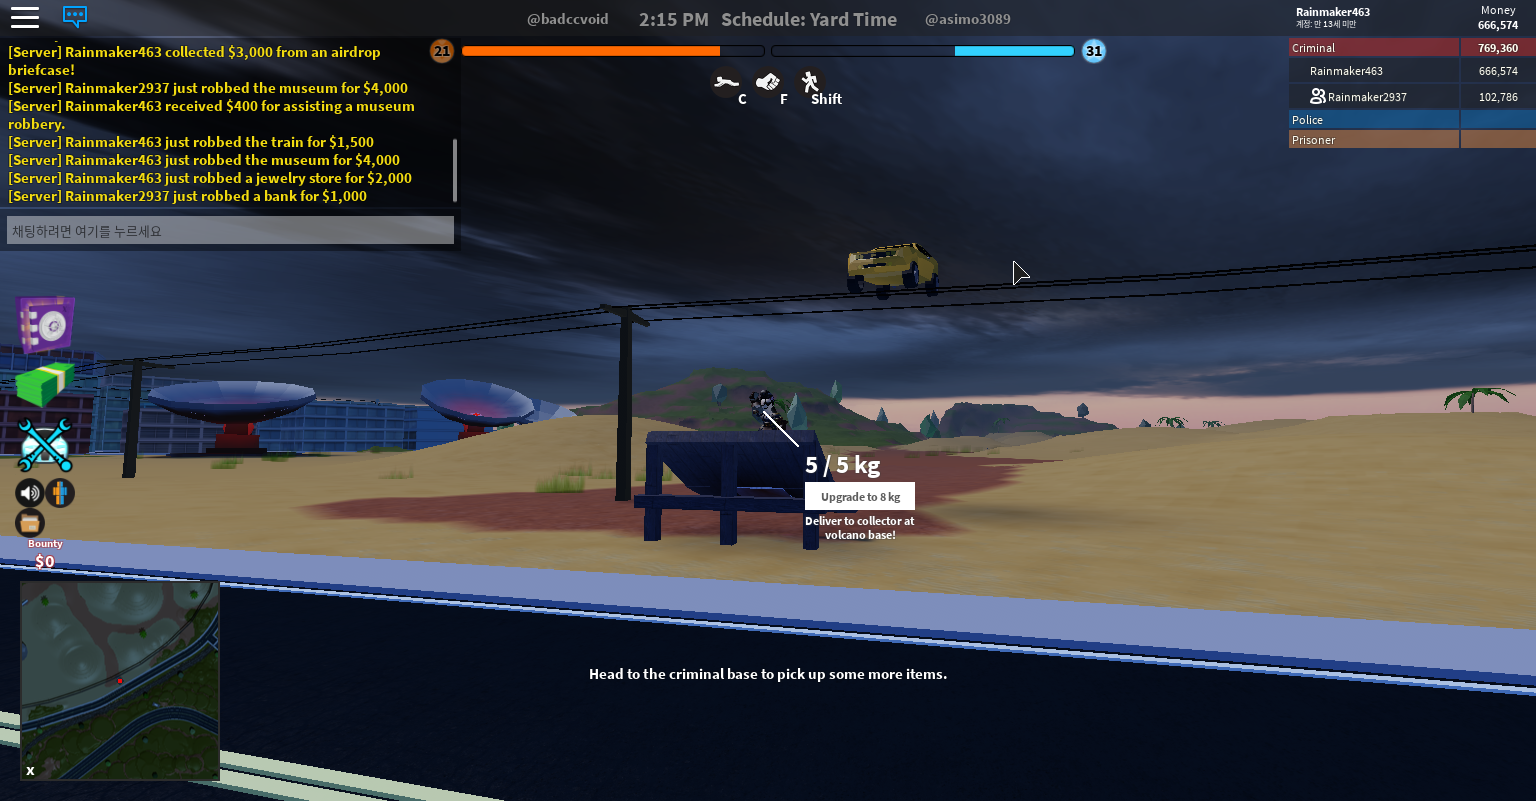 @badccvoid 2:15 PM Schedule: Yard Time @asimo3089
Rainmaker463
계정: 만 13세 미만
Money
666,574
[Server] Rainmaker463 collected $3,000 from an airdrop
briefcase!
[Server] Rainmaker2937 just robbed the museum for $4,000
[Server] Rainmaker463 received $400 for assisting a museum
robbery.
[Server] Rainmaker463 just robbed the train for $1,500
[Server] Rainmaker463 just robbed the museum for $4,000
[Server] Rainmaker463 just robbed a jewelry store for $2,000
[Server] Rainmaker2937 just robbed a bank for $1,000
채팅하려면 여기를 누르세요
21
31
C
F
Shift
Criminal 769,360
Rainmaker463 666,574
Rainmaker2937 102,786
Police
Prisoner
5 / 5 kg
Upgrade to 8 kg
Deliver to collector at
volcano base!
Bounty
$0
Head to the criminal base to pick up some more items.
x